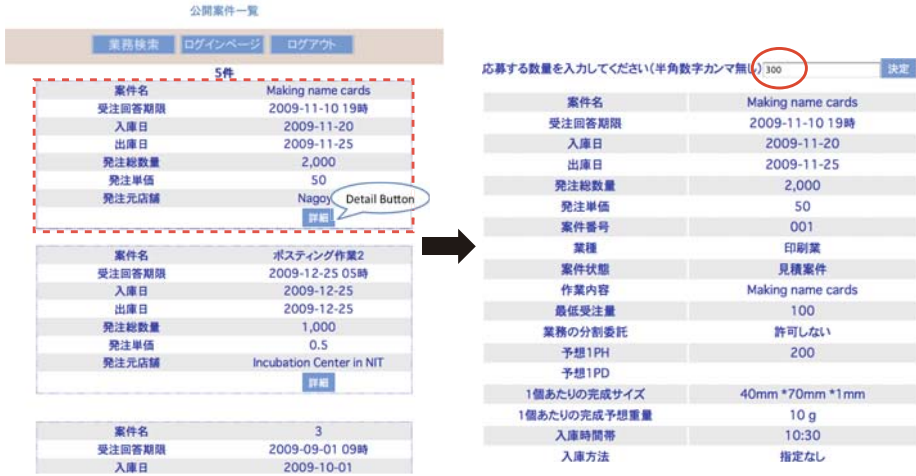 公開案件一覧
業務検索 ログインページ ログアウト
5件
案件名 Making name cards
受注回答期限 2009-11-10 19時
入庫日 2009-11-20
出庫日 2009-11-25
発注総数量 2,000
発注単価 50
発注元店舗 Nagoy
Detail Button
詳細
案件名 ポスティング作業2
受注回答期限 2009-12-25 05時
入庫日 2009-12-25
出庫日 2009-12-25
発注総数量 1,000
発注単価 0.5
発注元店舗 Incubation Center in NIT
詳細
案件名 3
受注回答期限 2009-09-01 09時
入庫日 2009-10-01
応募する数量を入力してください(半角数字カンマ無し) 300 決定
案件名 Making name cards
受注回答期限 2009-11-10 19時
入庫日 2009-11-20
出庫日 2009-11-25
発注総数量 2,000
発注単価 50
案件番号 001
業種 印刷業
案件状態 見積案件
作業内容 Making name cards
最低受注量 100
業務の分割委託 許可しない
予想1PH 200
予想1PD
1個あたりの完成サイズ 40mm *70mm *1mm
1個あたりの完成予想重量 10 g
入庫時間帯 10:30
入庫方法 指定なし